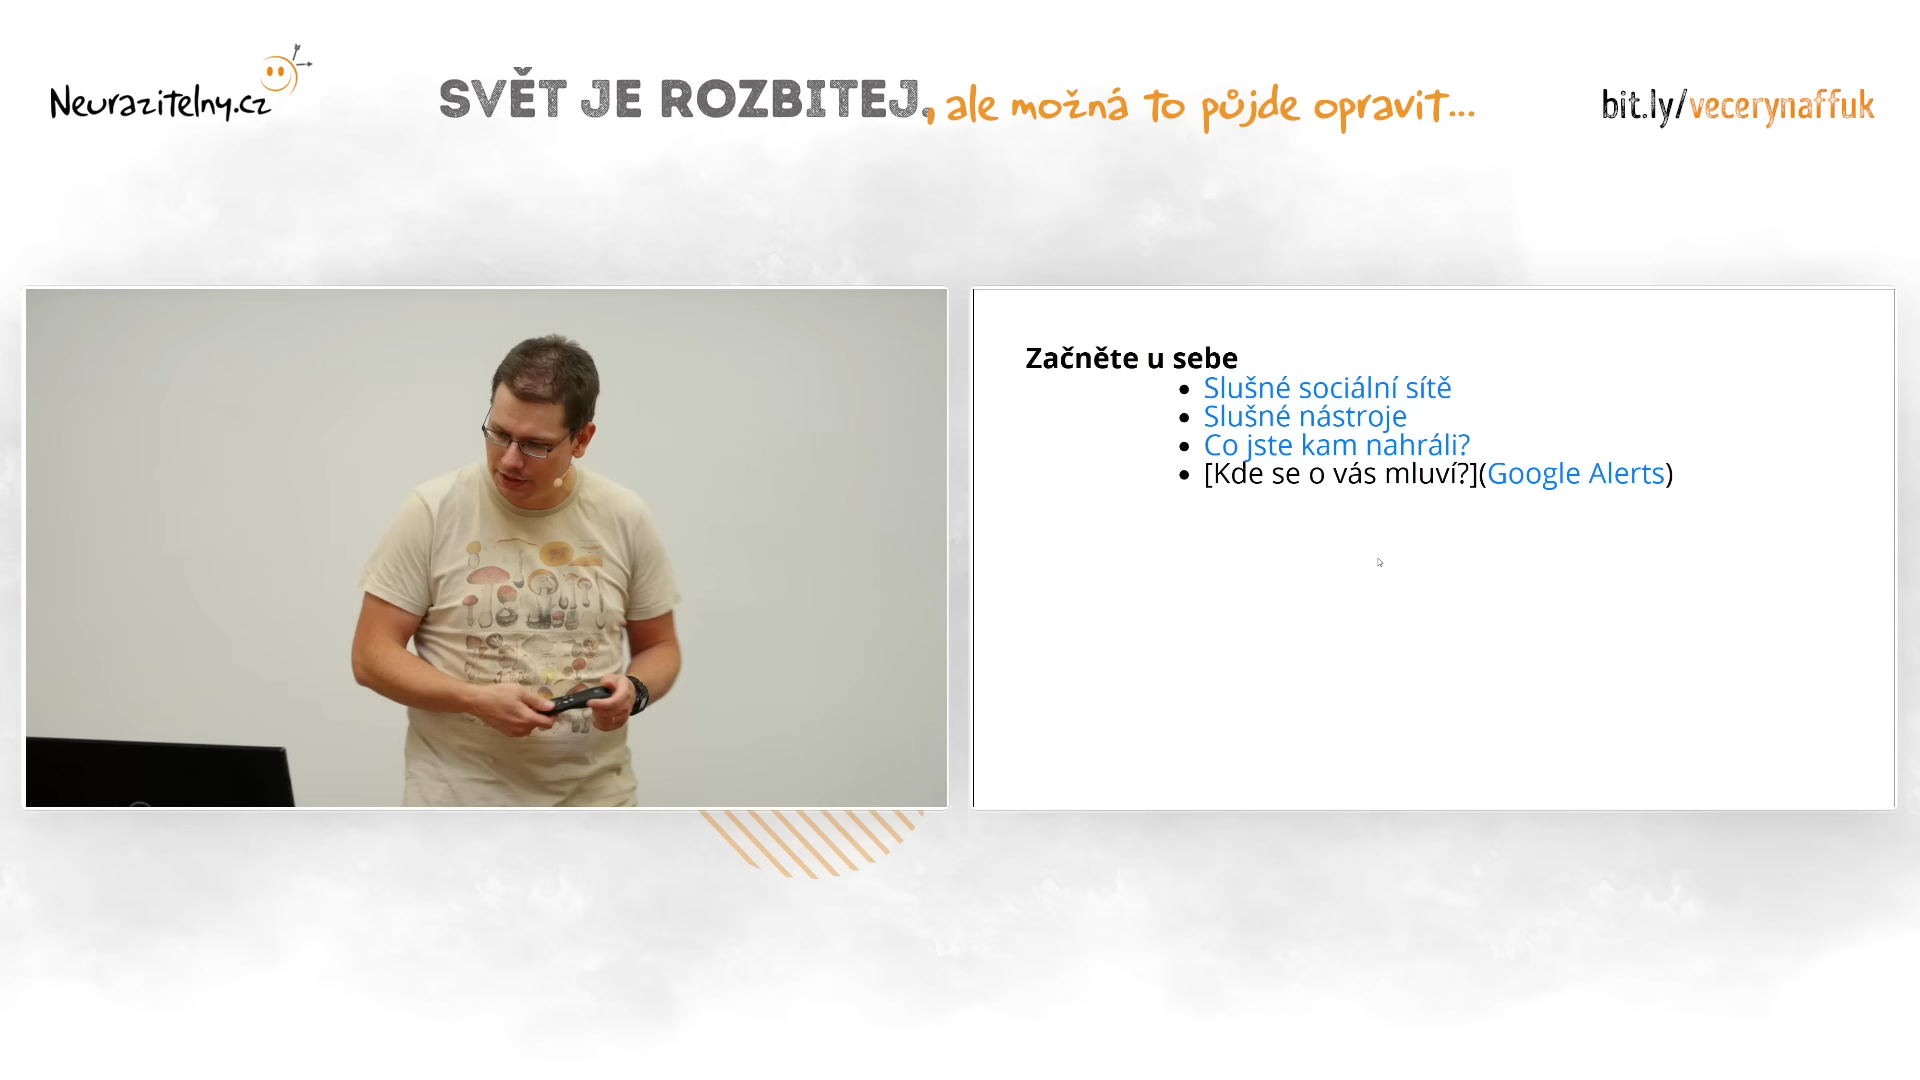 Neurazitelny.cz
SVĚT JE ROZBITEJ, ale možná to půjde opravit...
bit.ly/vecerynaffuk
Začněte u sebe
• Slušné sociální sítě
• Slušné nástroje
• Co jste kam nahráli?
• [Kde se o vás mluví?](Google Alerts)